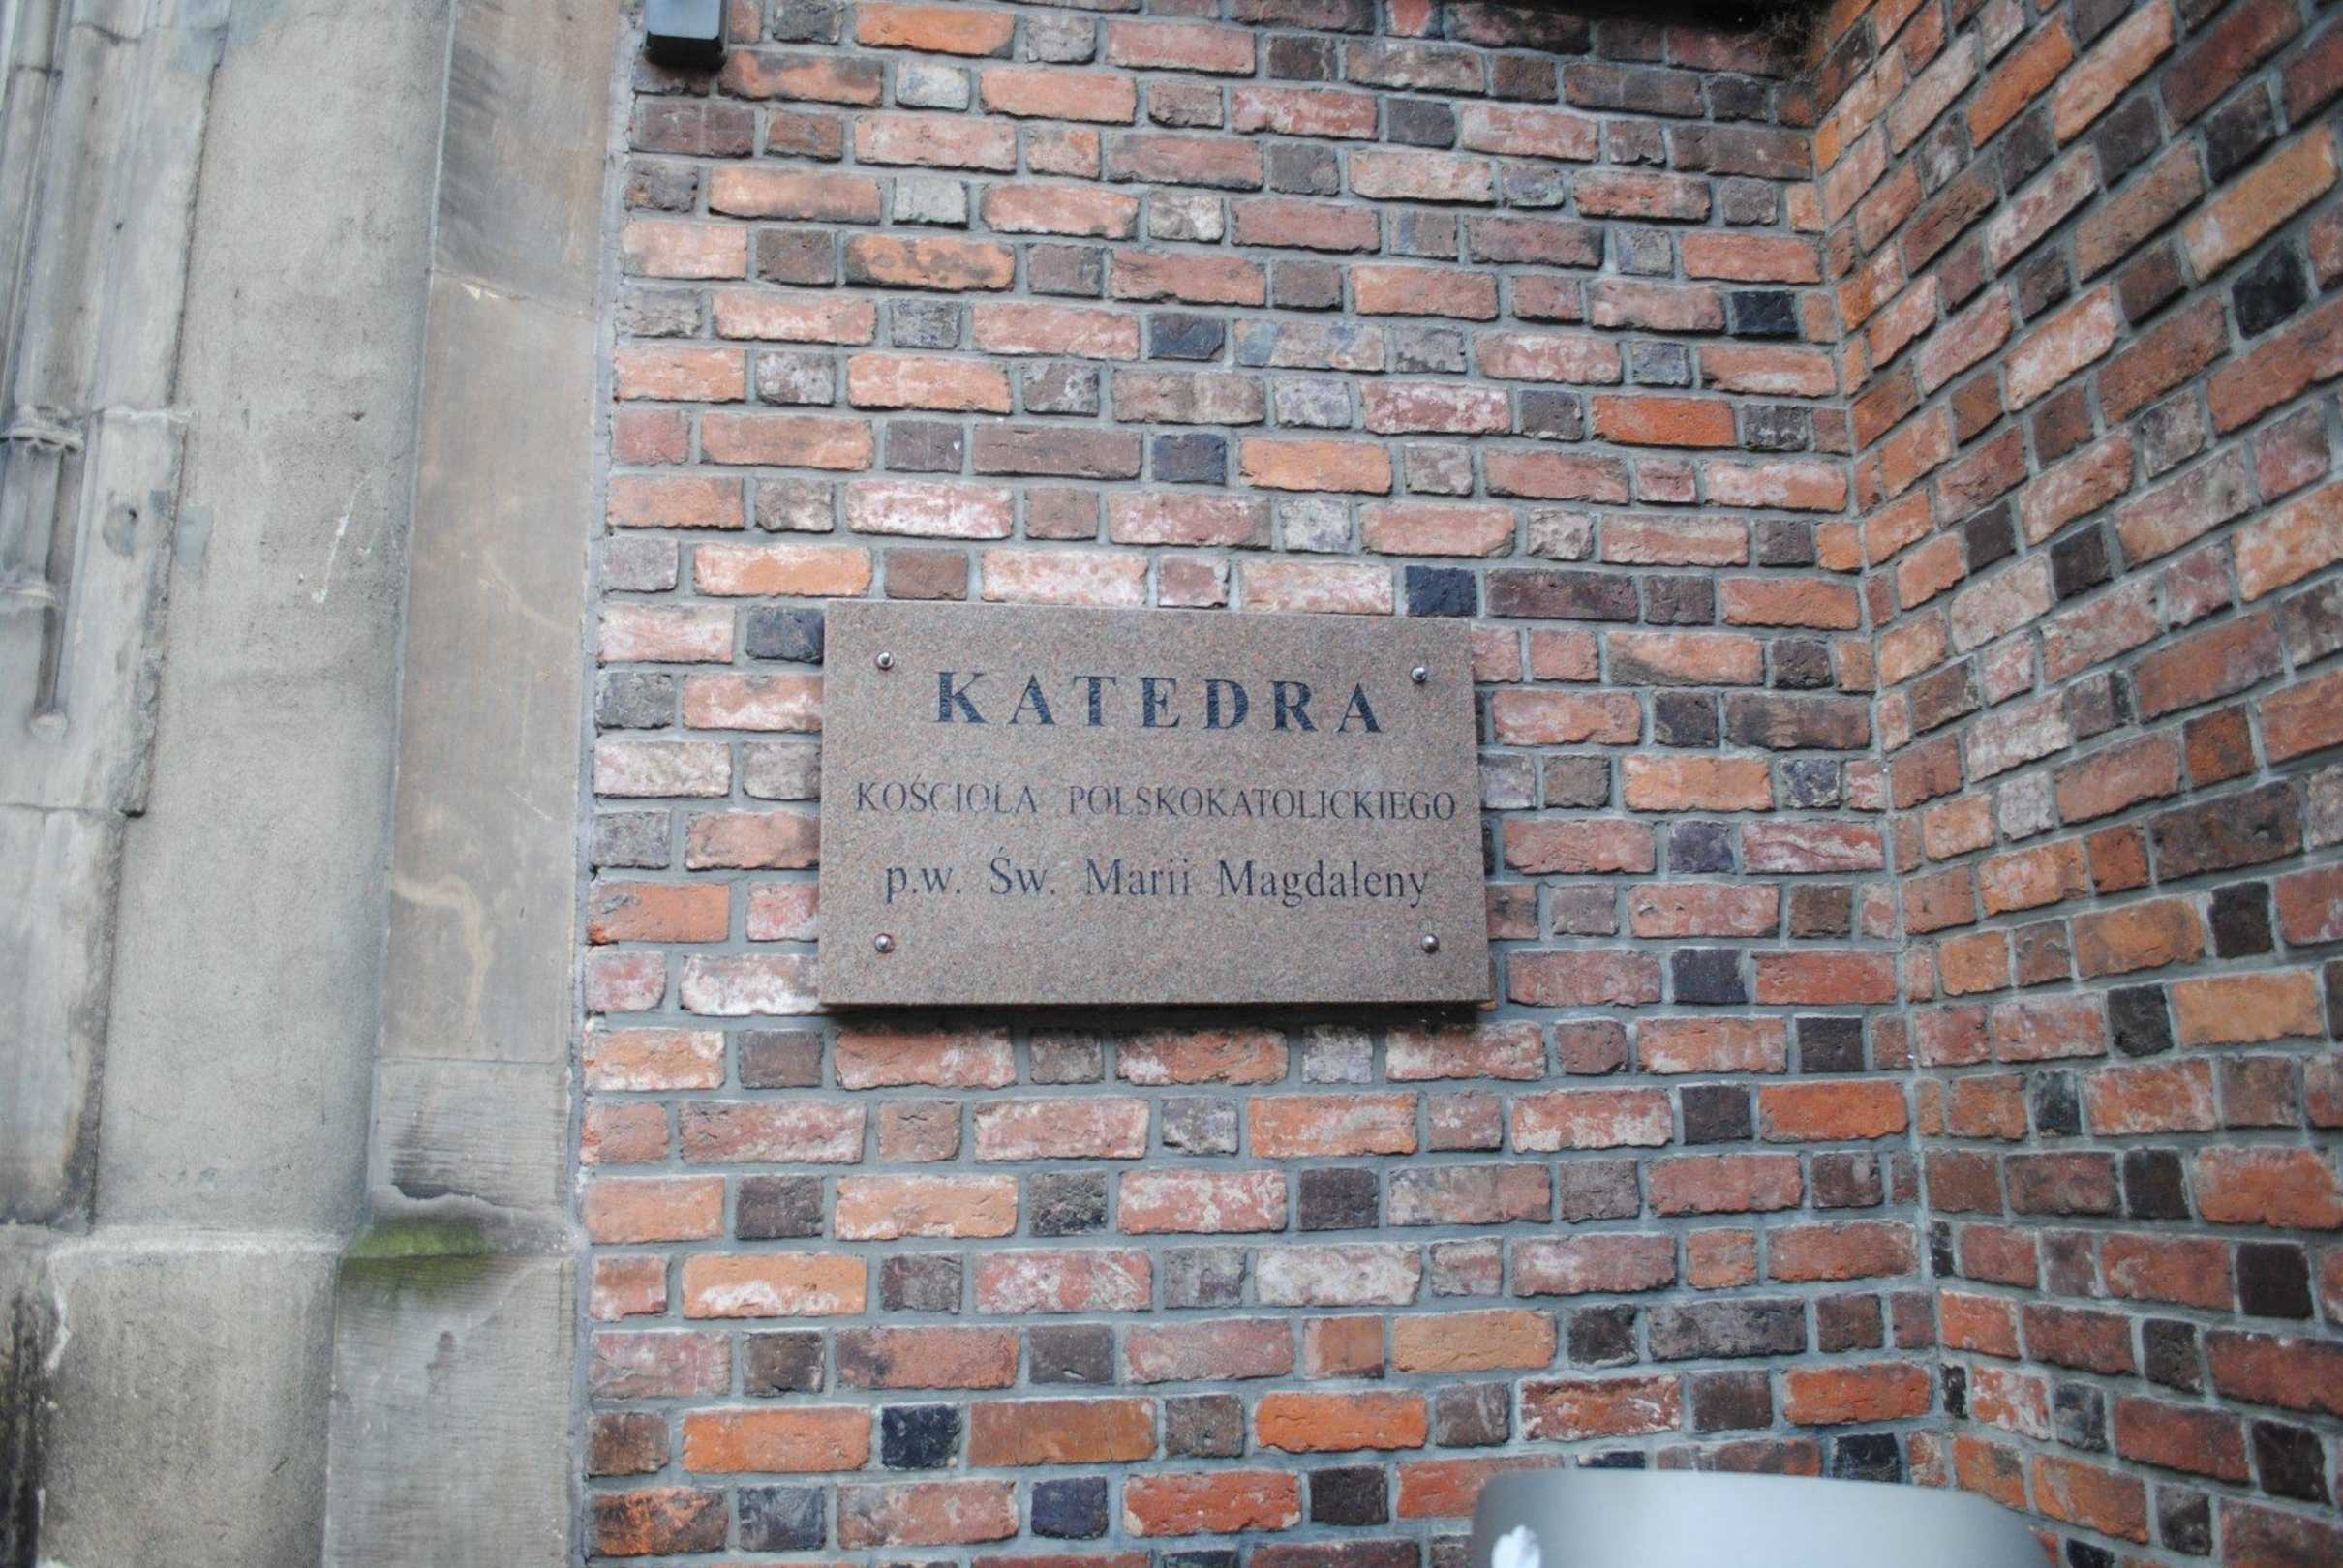 KATEDRA
KOŚCIOŁA POLSKOKATOLICKIEGO
p.w. Św. Marii Magdaleny